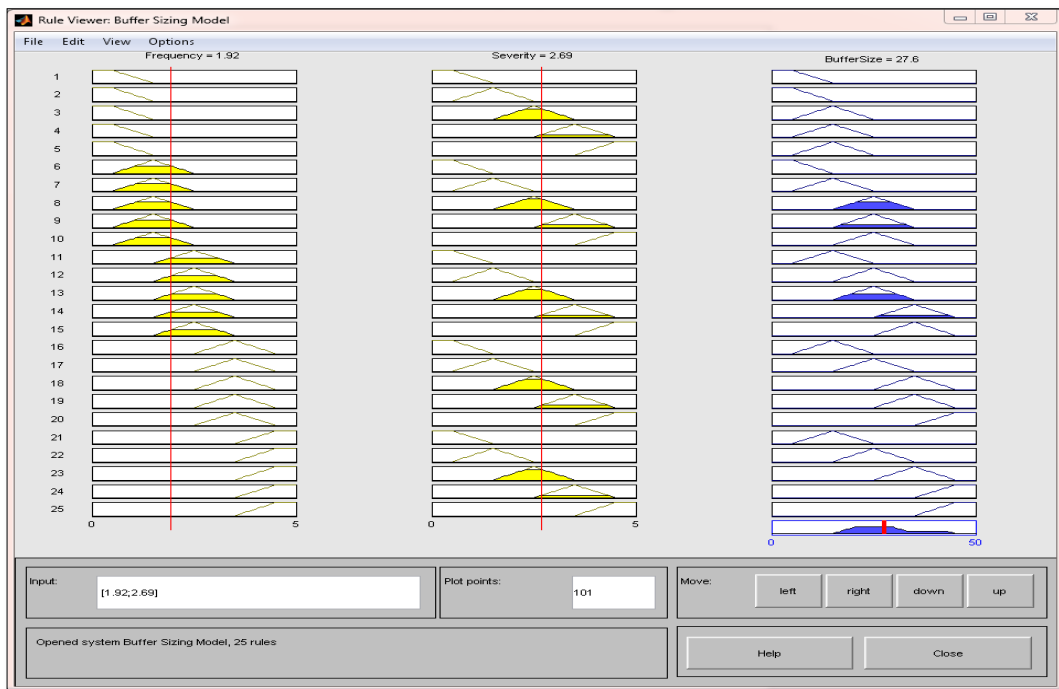 Rule Viewer: Buffer Sizing Model
File Edit View Options
Frequency = 1.92
Severity = 2.69
BufferSize = 27.6
1
2
3
4
5
6
7
8
9
10
11
12
13
14
15
16
17
18
19
20
21
22
23
24
25
0 5
0 5
0 50
Input: [1.92;2.69]
Plot points: 101
Move: left right down up
Opened system Buffer Sizing Model, 25 rules
Help Close